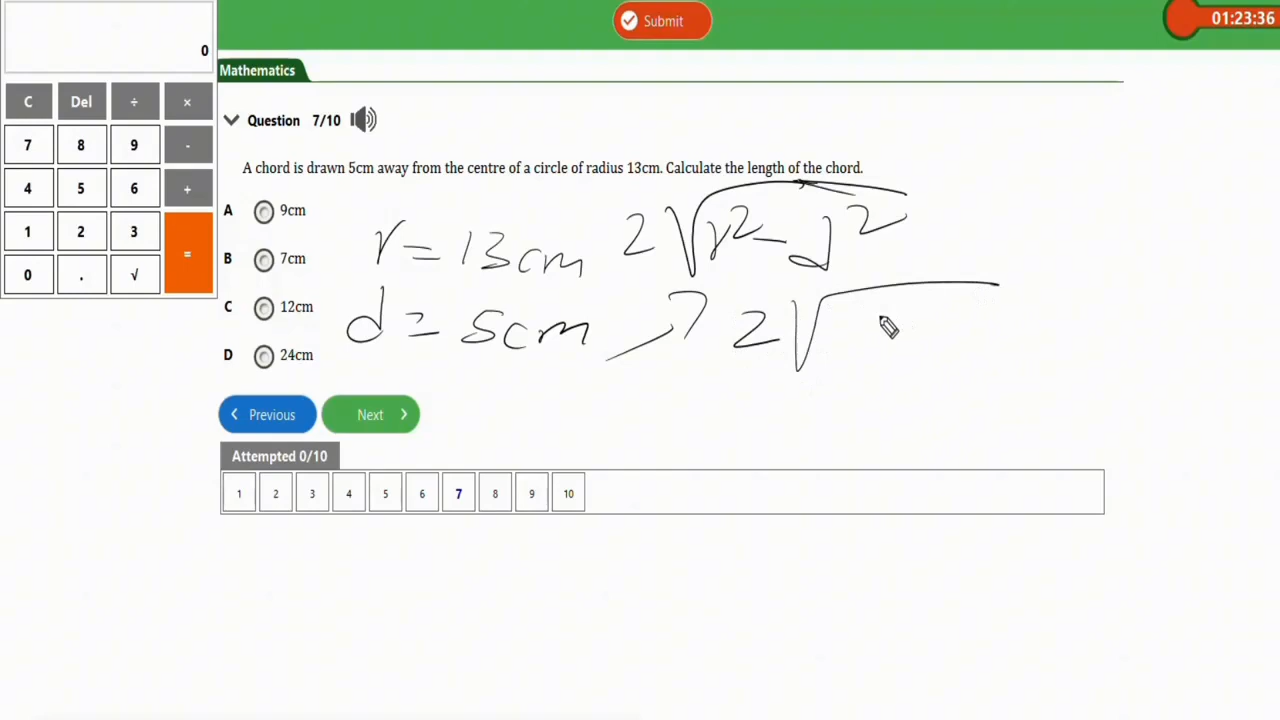 Submit
01:23:36
0
C Del ÷ ×
7 8 9 -
4 5 6 +
1 2 3 =
0 . √
Mathematics
Question 7/10
A chord is drawn 5cm away from the centre of a circle of radius 13cm. Calculate the length of the chord.
A 9cm
B 7cm
C 12cm
D 24cm
r = 13cm 2√r²-d²
d = 5cm → 2√
Previous Next
Attempted 0/10
1 2 3 4 5 6 7 8 9 10